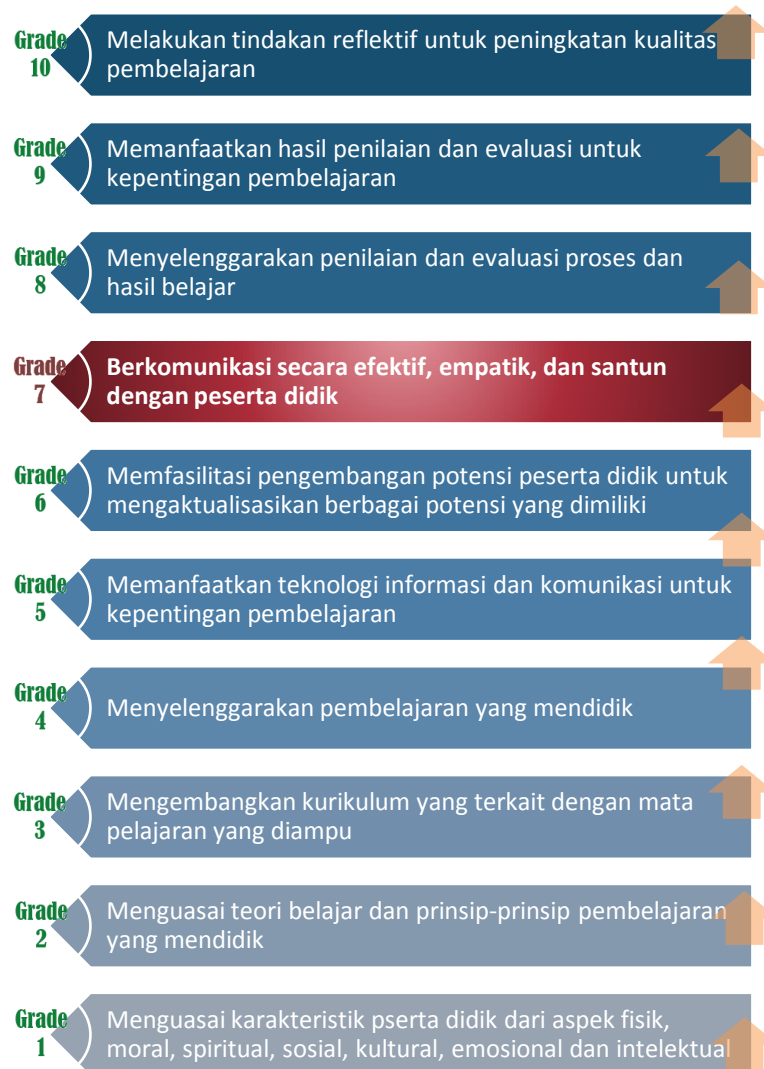 Grade
10
Melakukan tindakan reflektif untuk peningkatan kualitas
pembelajaran
Grade
9
Memanfaatkan hasil penilaian dan evaluasi untuk
kepentingan pembelajaran
Grade
8
Menyelenggarakan penilaian dan evaluasi proses dan
hasil belajar
Grade
7
Berkomunikasi secara efektif, empatik, dan santun
dengan peserta didik
Grade
6
Memfasilitasi pengembangan potensi peserta didik untuk
mengaktualisasikan berbagai potensi yang dimiliki
Grade
5
Memanfaatkan teknologi informasi dan komunikasi untuk
kepentingan pembelajaran
Grade
4
Menyelenggarakan pembelajaran yang mendidik
Grade
3
Mengembangkan kurikulum yang terkait dengan mata
pelajaran yang diampu
Grade
2
Menguasai teori belajar dan prinsip-prinsip pembelajaran
yang mendidik
Grade
1
Menguasai karakteristik pserta didik dari aspek fisik,
moral, spiritual, sosial, kultural, emosional dan intelektual